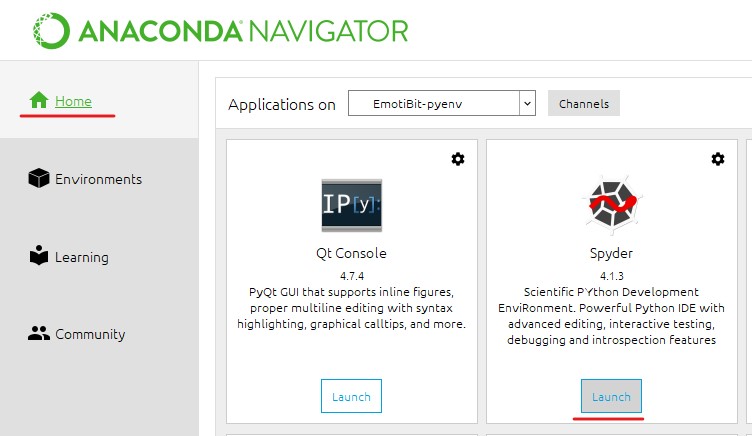 ANACONDA NAVIGATOR
Home
Applications on
EmotiBit-pyenv
Channels
Environments
Learning
Community
IP[y]:
Qt Console
4.7.4
PyQt GUI that supports inline figures,
proper multiline editing with syntax
highlighting, graphical calltips, and more.
Launch
Spyder
4.1.3
Scientific PYthon Development
EnviRonment. Powerful Python IDE with
advanced editing, interactive testing,
debugging and introspection features
Launch